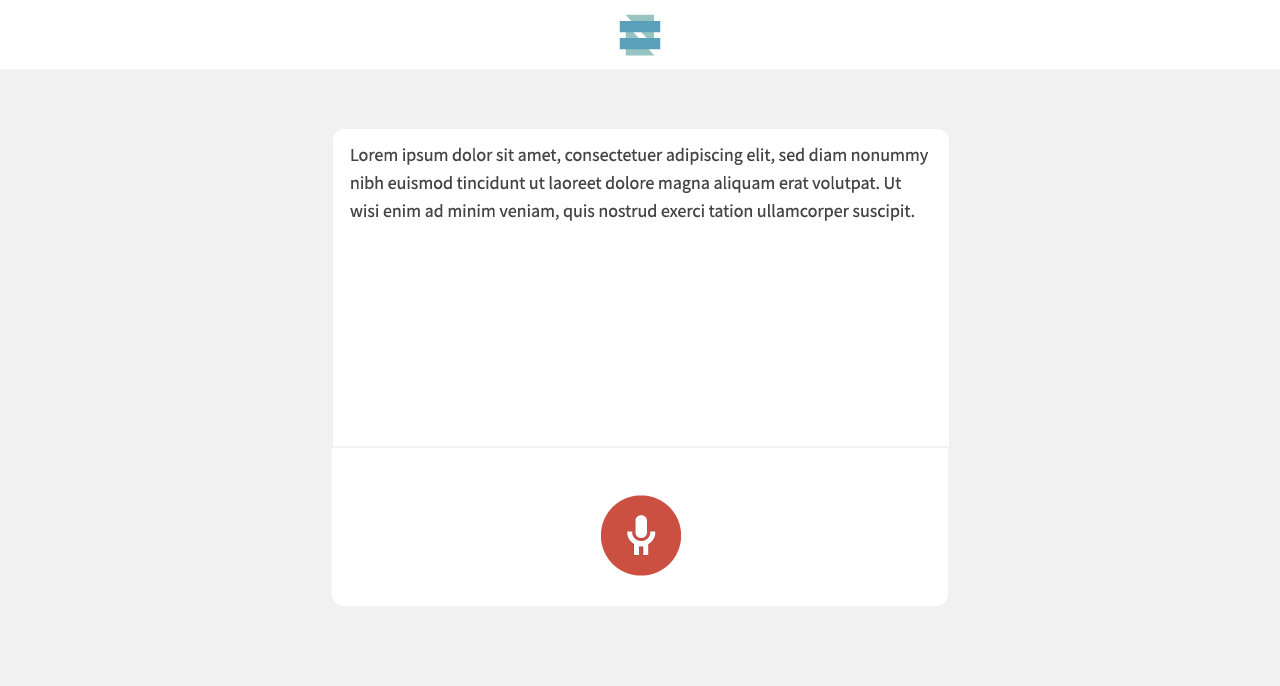 Lorem ipsum dolor sit amet, consectetuer adipiscing elit, sed diam nonummy
nibh euismod tincidunt ut laoreet dolore magna aliquam erat volutpat. Ut
wisi enim ad minim veniam, quis nostrud exerci tation ullamcorper suscipit.